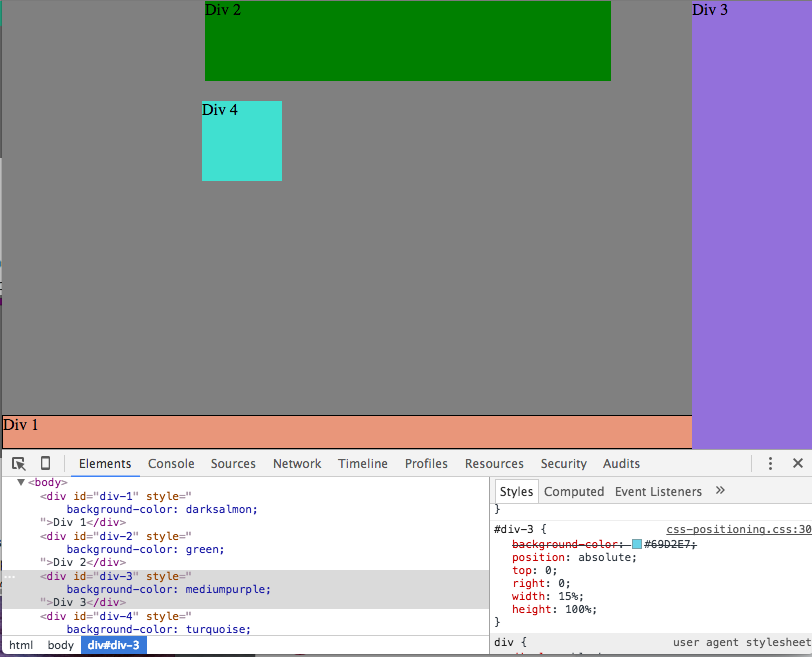 Div 2
Div 3
Div 4
Div 1
Elements Console Sources Network Timeline Profiles Resources Security Audits
<body>
<div id="div-1" style="
background-color: darksalmon;
">Div 1</div>
<div id="div-2" style="
background-color: green;
">Div 2</div>
<div id="div-3" style="
background-color: mediumpurple;
">Div 3</div>
<div id="div-4" style="
background-color: turquoise;
html body div#div-3
Styles Computed Event Listeners »
}
#div-3 { css-positioning.css:30
background-color: #69D2E7;
position: absolute;
top: 0;
right: 0;
width: 15%;
height: 100%;
}
div { user agent stylesheet